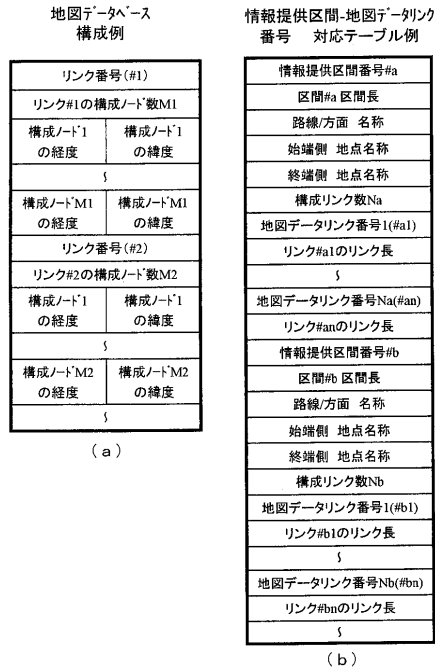 地図データベース
構成例
リンク番号(#1)
リンク#1の構成ノード数M1
構成ノード1 構成ノード1
の経度 の緯度
~
構成ノードM1 構成ノードM1
の経度 の緯度
リンク番号(#2)
リンク#2の構成ノード数M2
構成ノード1 構成ノード1
の経度 の緯度
~
構成ノードM2 構成ノードM2
の経度 の緯度
~
(a)
情報提供区間-地図データリンク
番号 対応テーブル例
情報提供区間番号#a
区間#a 区間長
路線/方面 名称
始端側 地点名称
終端側 地点名称
構成リンク数Na
地図データリンク番号1(#a1)
リンク#a1のリンク長
~
地図データリンク番号Na(#an)
リンク#anのリンク長
情報提供区間番号#b
区間#b 区間長
路線/方面 名称
始端側 地点名称
終端側 地点名称
構成リンク数Nb
地図データリンク番号1(#b1)
リンク#b1のリンク長
~
地図データリンク番号Nb(#bn)
リンク#bnのリンク長
~
(b)